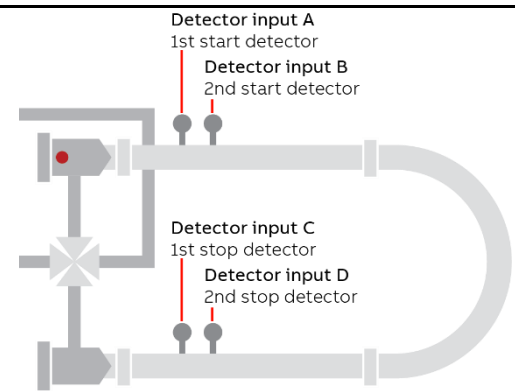 Detector input A
1st start detector
Detector input B
2nd start detector
Detector input C
1st stop detector
Detector input D
2nd stop detector